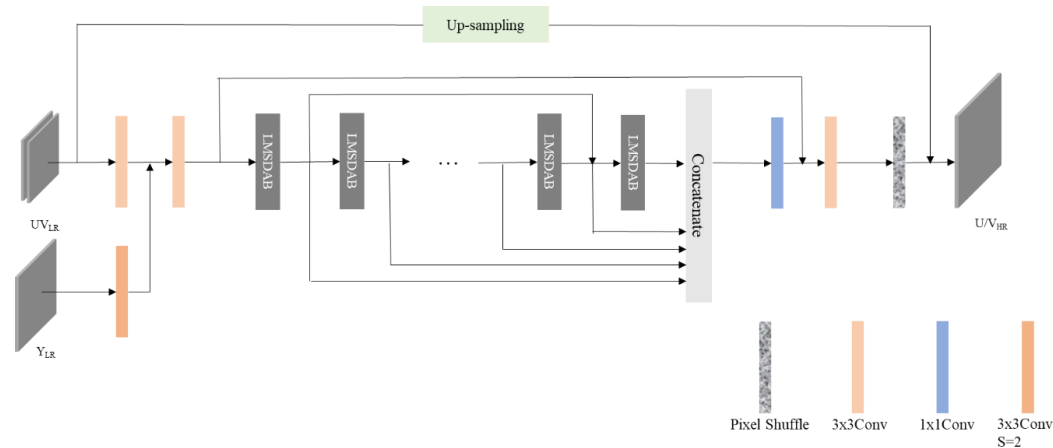 Up-sampling
LMSDAB
LMSDAB
...
LMSDAB
LMSDAB
Concatenate
UV_LR
U/V_HR
Y_LR
Pixel Shuffle
3x3Conv
1x1Conv
3x3Conv
S=2